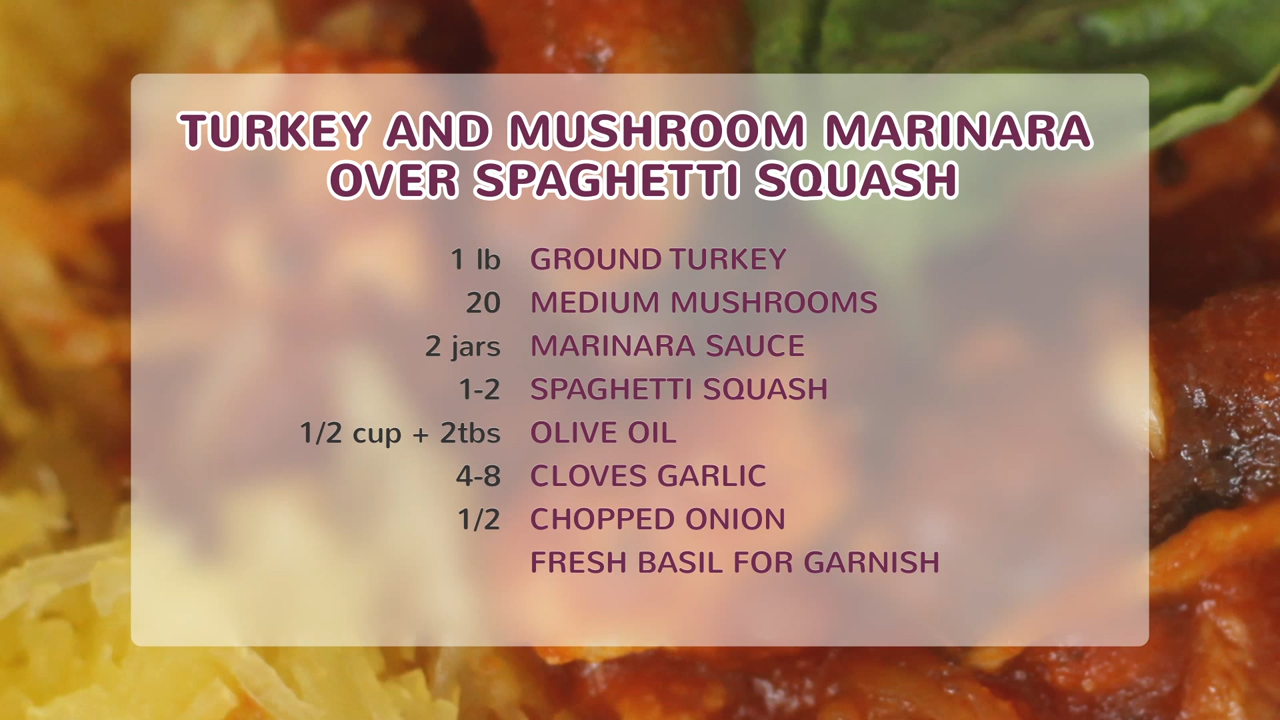 TURKEY AND MUSHROOM MARINARA
OVER SPAGHETTI SQUASH
1 lb GROUND TURKEY
20 MEDIUM MUSHROOMS
2 jars MARINARA SAUCE
1-2 SPAGHETTI SQUASH
1/2 cup + 2tbs OLIVE OIL
4-8 CLOVES GARLIC
1/2 CHOPPED ONION
FRESH BASIL FOR GARNISH